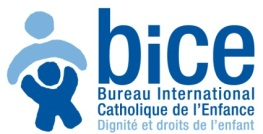 bice
Bureau International
Catholique de l'Enfance
Dignité et droits de l'enfant